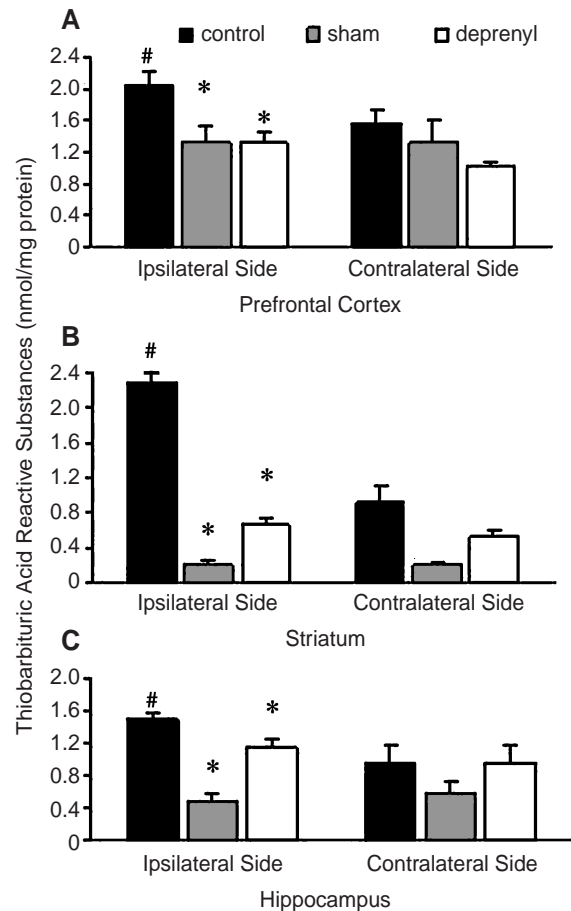 A
control
sham
deprenyl
2.4
2.0
1.6
1.2
0.8
0.4
0
#
*
*
Ipsilateral Side
Contralateral Side
Prefrontal Cortex
Thiobarbituric Acid Reactive Substances (nmol/mg protein)
B
2.4
2.0
1.6
1.2
0.8
0.4
0
#
*
*
Ipsilateral Side
Contralateral Side
Striatum
C
2.0
1.6
1.2
0.8
0.4
0
#
*
*
Ipsilateral Side
Contralateral Side
Hippocampus